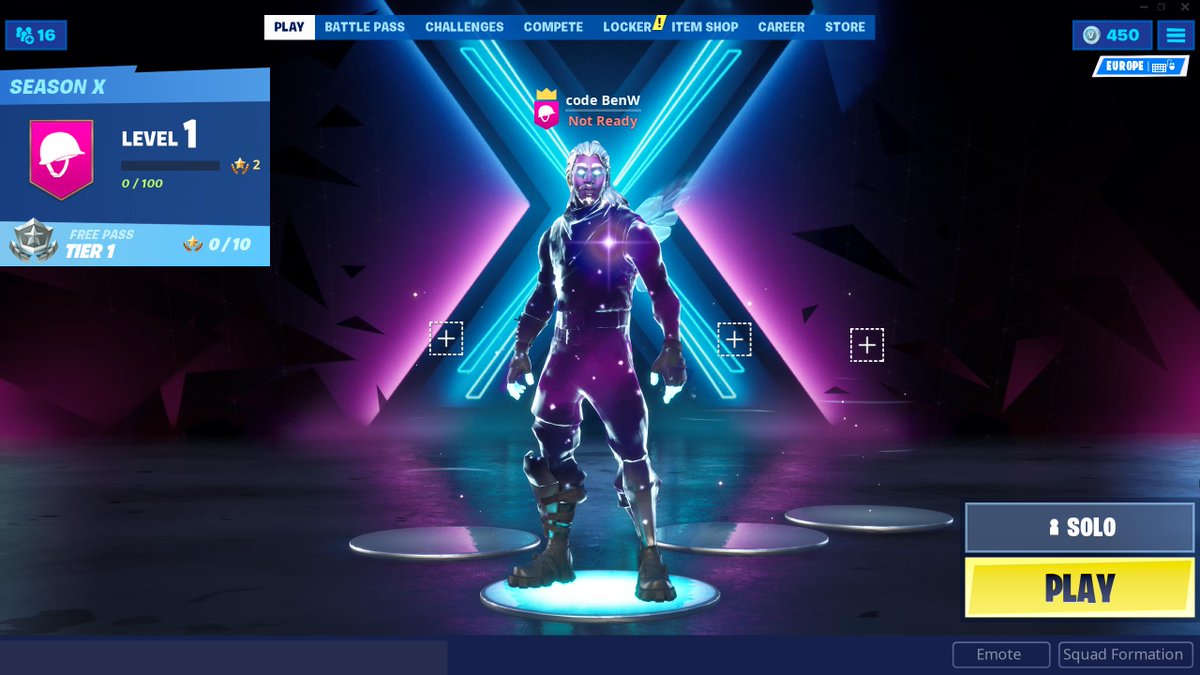 16
PLAY
BATTLE PASS
CHALLENGES
COMPETE
LOCKER
!
ITEM SHOP
CAREER
STORE
450
EUROPE
SEASON X
LEVEL 1
2
0 / 100
FREE PASS
TIER 1
0/10
code BenW
Not Ready
SOLO
PLAY
Emote
Squad Formation